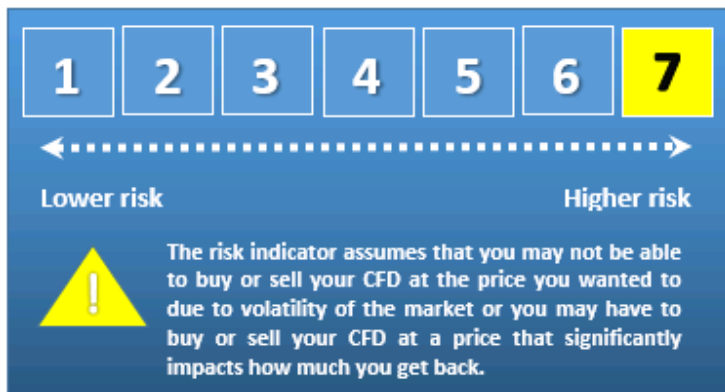 1 2 3 4 5 6 7
Lower risk Higher risk
!
The risk indicator assumes that you may not be able
to buy or sell your CFD at the price you wanted to
due to volatility of the market or you may have to
buy or sell your CFD at a price that significantly
impacts how much you get back.